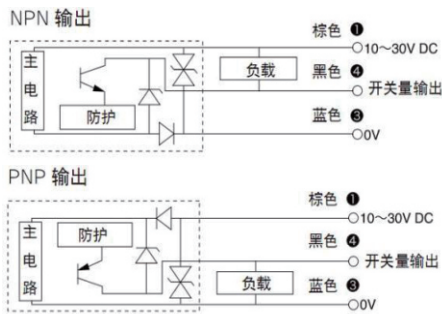 NPN 输出
棕色 ❶
10～30V DC
主电路
负载
黑色 ❹
开关量输出
防护
蓝色 ❸
0V
PNP 输出
棕色 ❶
10～30V DC
主电路
防护
黑色 ❹
开关量输出
负载
蓝色 ❸
0V